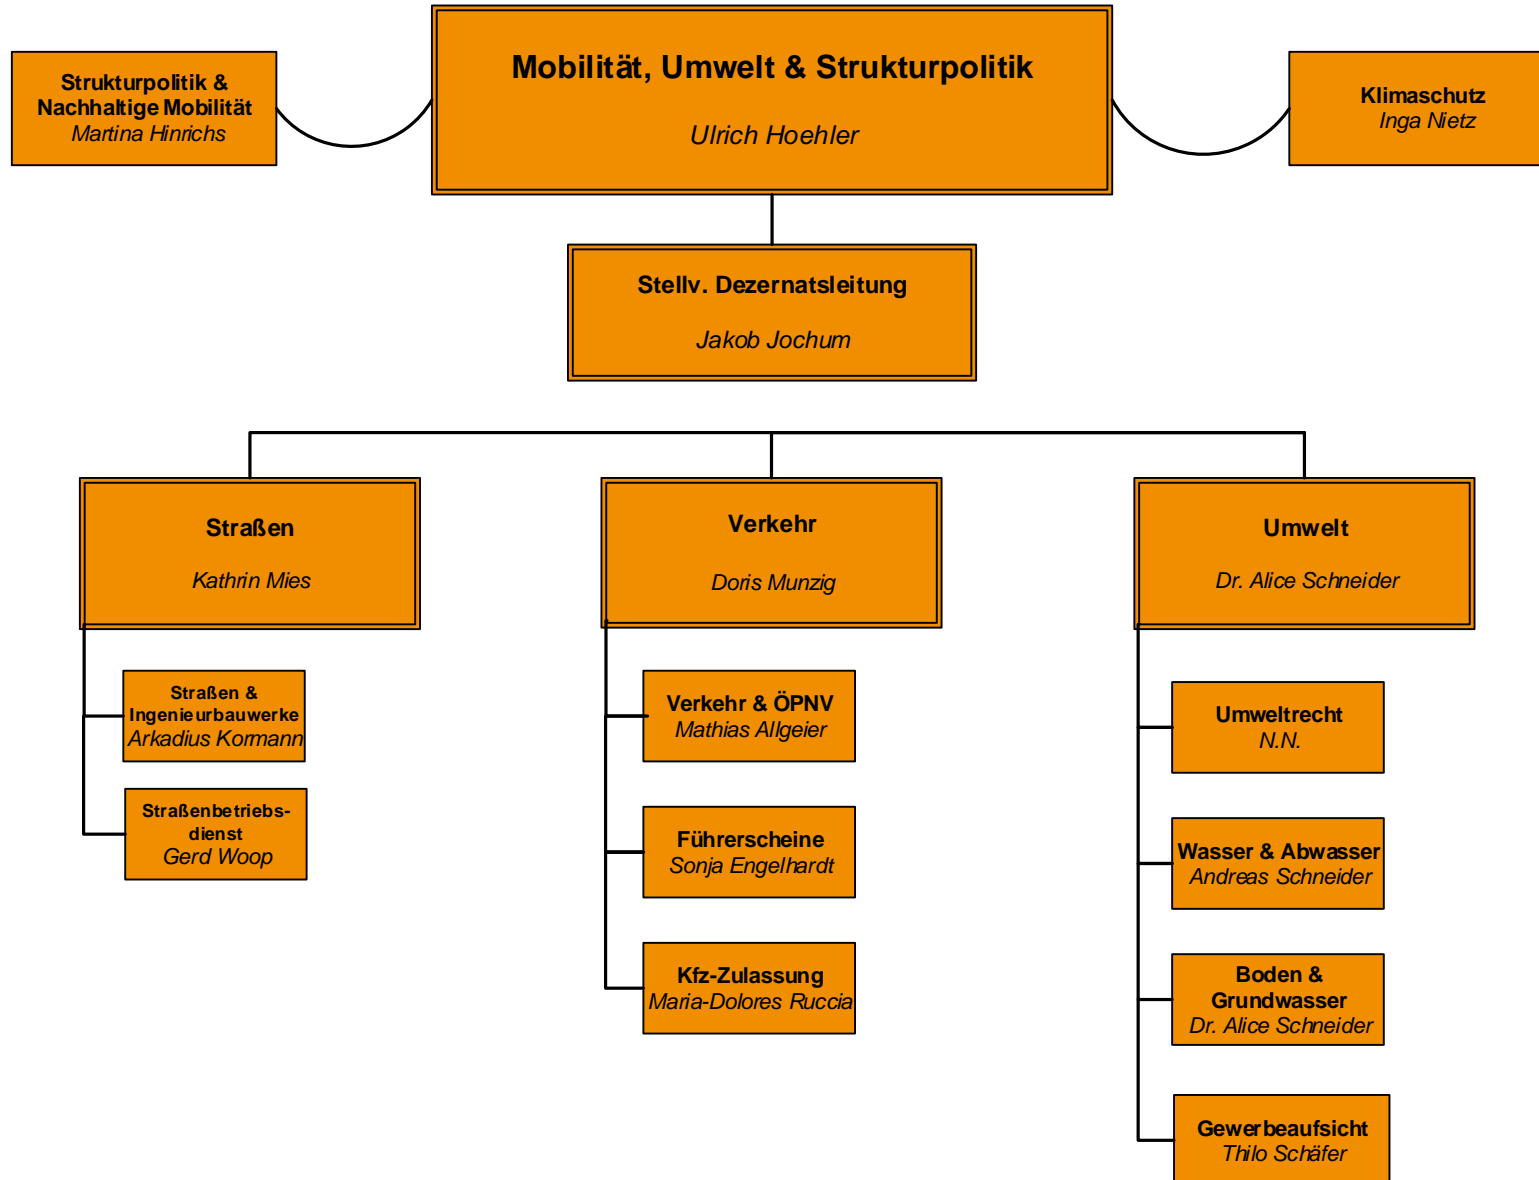 Mobilität, Umwelt & Strukturpolitik
Ulrich Hoehler
Strukturpolitik &
Nachhaltige Mobilität
Martina Hinrichs
Klimaschutz
Inga Nietz
Stellv. Dezernatsleitung
Jakob Jochum
Straßen
Kathrin Mies
Straßen &
Ingenieurbauwerke
Arkadius Kormann
Straßenbetriebs-
dienst
Gerd Woop
Verkehr
Doris Munzig
Verkehr & ÖPNV
Mathias Allgeier
Führerscheine
Sonja Engelhardt
Kfz-Zulassung
Maria-Dolores Ruccia
Umwelt
Dr. Alice Schneider
Umweltrecht
N.N.
Wasser & Abwasser
Andreas Schneider
Boden &
Grundwasser
Dr. Alice Schneider
Gewerbeaufsicht
Thilo Schäfer